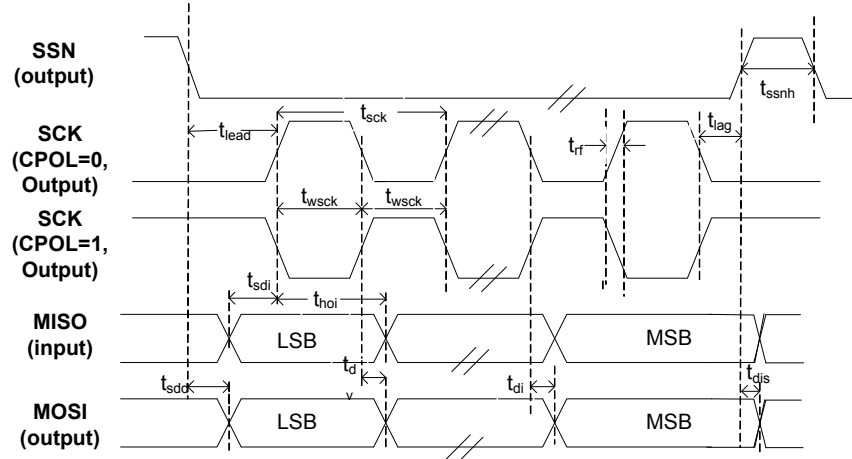 SSN
(output)
t_ssnh
SCK
(CPOL=0,
Output)
t_lead
t_sck
t_rf
t_lag
t_wsck
t_wsck
SCK
(CPOL=1,
Output)
t_sdi
t_hoi
MISO
(input)
LSB
MSB
t_sdo
t_d
v
t_di
t_dis
MOSI
(output)
LSB
MSB